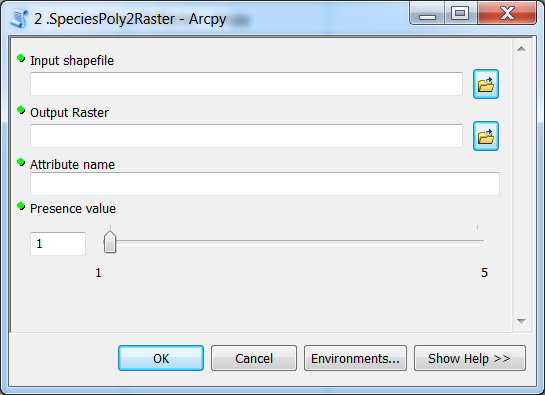 2 .SpeciesPoly2Raster - Arcpy
Input shapefile
Output Raster
Attribute name
Presence value
1
1 5
OK Cancel Environments... Show Help >>